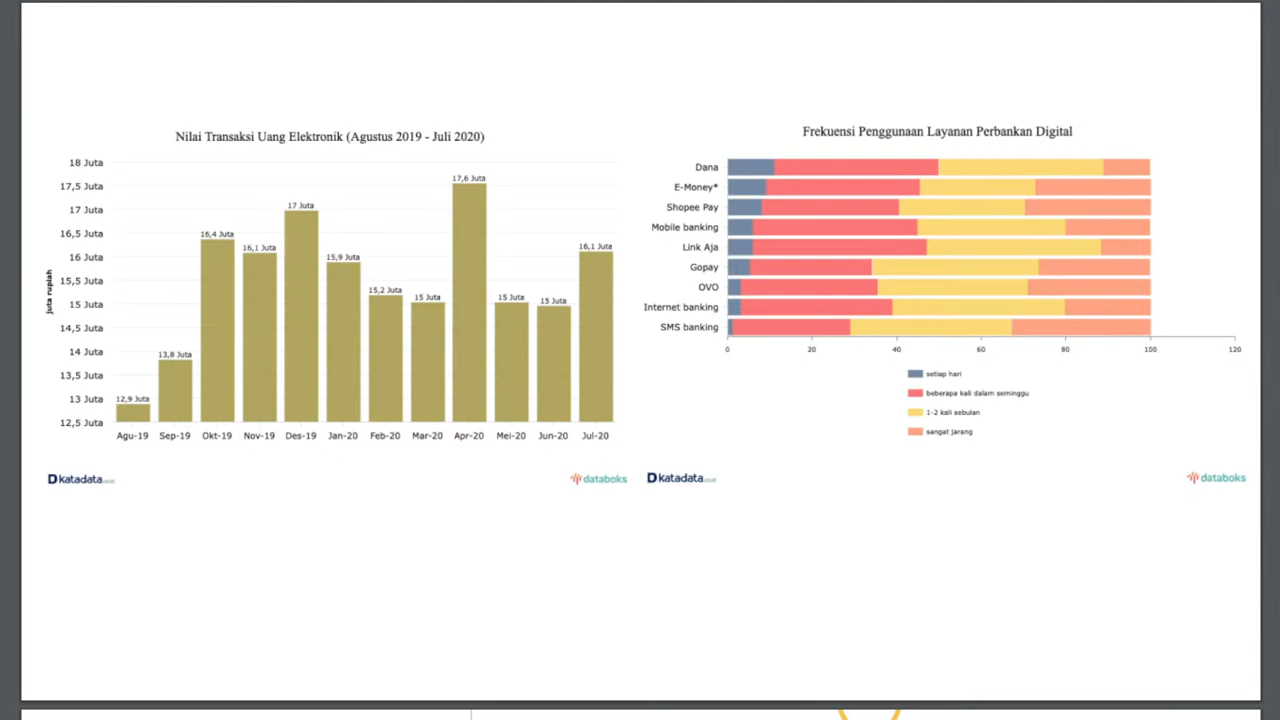 Nilai Transaksi Uang Elektronik (Agustus 2019 - Juli 2020)
juta rupiah
18 Juta
17,5 Juta
17 Juta
16,5 Juta
16 Juta
15,5 Juta
15 Juta
14,5 Juta
14 Juta
13,5 Juta
13 Juta
12,5 Juta
12,9 Juta
13,8 Juta
16,4 Juta
16,1 Juta
17 Juta
15,9 Juta
15,2 Juta
15 Juta
17,6 Juta
15 Juta
15 Juta
16,1 Juta
Agu-19 Sep-19 Okt-19 Nov-19 Des-19 Jan-20 Feb-20 Mar-20 Apr-20 Mei-20 Jun-20 Jul-20
katadata
databoks
Frekuensi Penggunaan Layanan Perbankan Digital
Dana
E-Money*
Shopee Pay
Mobile banking
Link Aja
Gopay
OVO
Internet banking
SMS banking
0 20 40 60 80 100 120
setiap hari
beberapa kali dalam seminggu
1-2 kali sebulan
sangat jarang
katadata
databoks